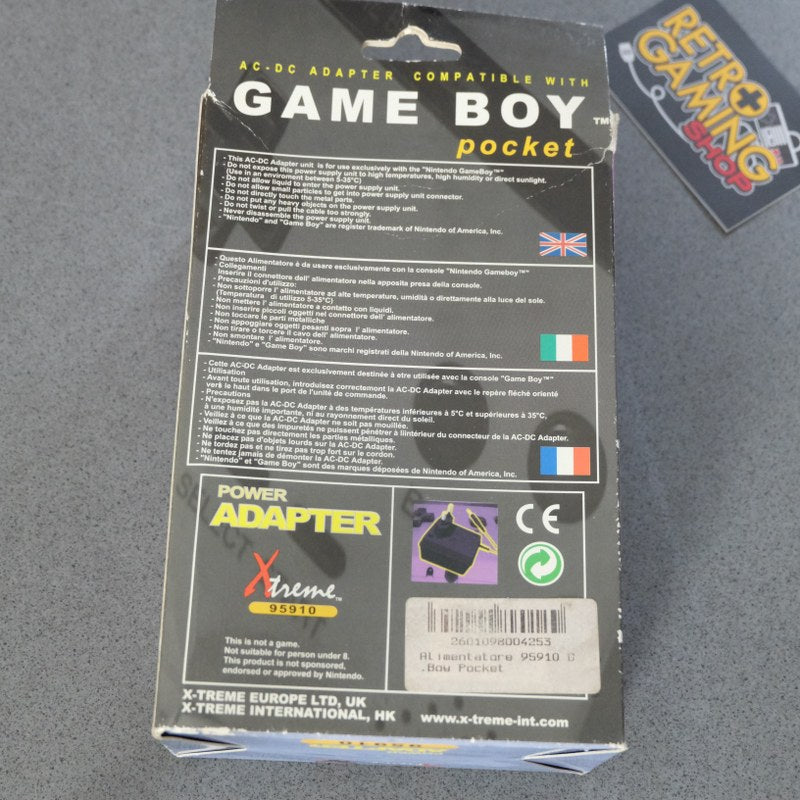 AC-DC ADAPTER COMPATIBLE WITH
GAME BOY™
pocket
RETRO
GAMING
SHOP
- This AC-DC Adapter unit is for use exclusively with the "Nintendo GameBoy™"
- Do not expose this power supply unit to high temperatures, high humidity or direct sunlight.
(Use in an enviroment between 5-35°C)
- Do not allow liquid to enter the power supply unit.
- Do not allow small particles to get into power supply unit connector.
- Do not directly touch the metal parts.
- Do not put any heavy objects on the power supply unit.
- Do not twist or pull the cable too strongly.
- Never disassemble the power supply unit.
- "Nintendo" and "Game Boy" are register trademark of Nintendo of America, Inc.
- Questo Alimentatore è da usare esclusivamente con la console "Nintendo Gameboy™"
- Collegamenti
Inserire il connettore dell' alimentatore nella apposita presa della console.
- Precauzioni d'utilizzo:
- Non sottoporre l' alimentatore ad alte temperature, umidità o direttamente alla luce del sole.
(Temperatura di utilizzo 5-35°C)
- Non mettere l' alimentatore a contatto con liquidi.
- Non inserire piccoli oggetti nel connettore dell' alimentatore.
- Non toccare le parti metalliche
- Non appoggiare oggetti pesanti sopra l' alimentatore.
- Non tirare o torcere il cavo dell' alimentatore.
- Non smontare l' alimentatore.
- "Nintendo" e "Game Boy" sono marchi registrati della Nintendo of America, Inc.
- Cette AC-DC Adapter est exclusivement destinée à etre utilisée avec la console "Game Boy™"
- Utilisation
- Avant toute utilisation, introduisez correctement la AC-DC Adapter avec le repère fléché orienté
vers le haut dans le port de l'unité de commande.
- Precautions
- N'exposez pas la AC-DC Adapter à des températures inférieures à 5°C et supérieures à 35°C,
à une humidité importante, ni au rayonnement direct du soleil.
- Veillez à ce que la AC-DC Adapter ne soit pas mouillée.
- Veillez à ce que des impuretés ne puissent pénétrer à liintérieur du connecteur de la AC-DC Adapter.
- Ne touchez pas directement les parties métalliques.
- Ne placez pas d'objets lourds sur la AC-DC Adapter.
- Ne tordez pas et ne tirez pas trop fort sur le cordon.
- Ne tentez jamais de démonter la AC-DC Adapter.
- "Nintendo" et "Game Boy" sont des marques déposées de Nintendo of America, Inc.
SELECT
POWER
ADAPTER
Xtreme™
95910
CE
This is not a game.
Not suitable for person under 8.
This product is not sponsored,
endorsed or approved by Nintendo.
2601098004253
Alimentatore 95910 G
.Bow Pocket
X-TREME EUROPE LTD, UK
X-TREME INTERNATIONAL, HK
www.x-treme-int.com